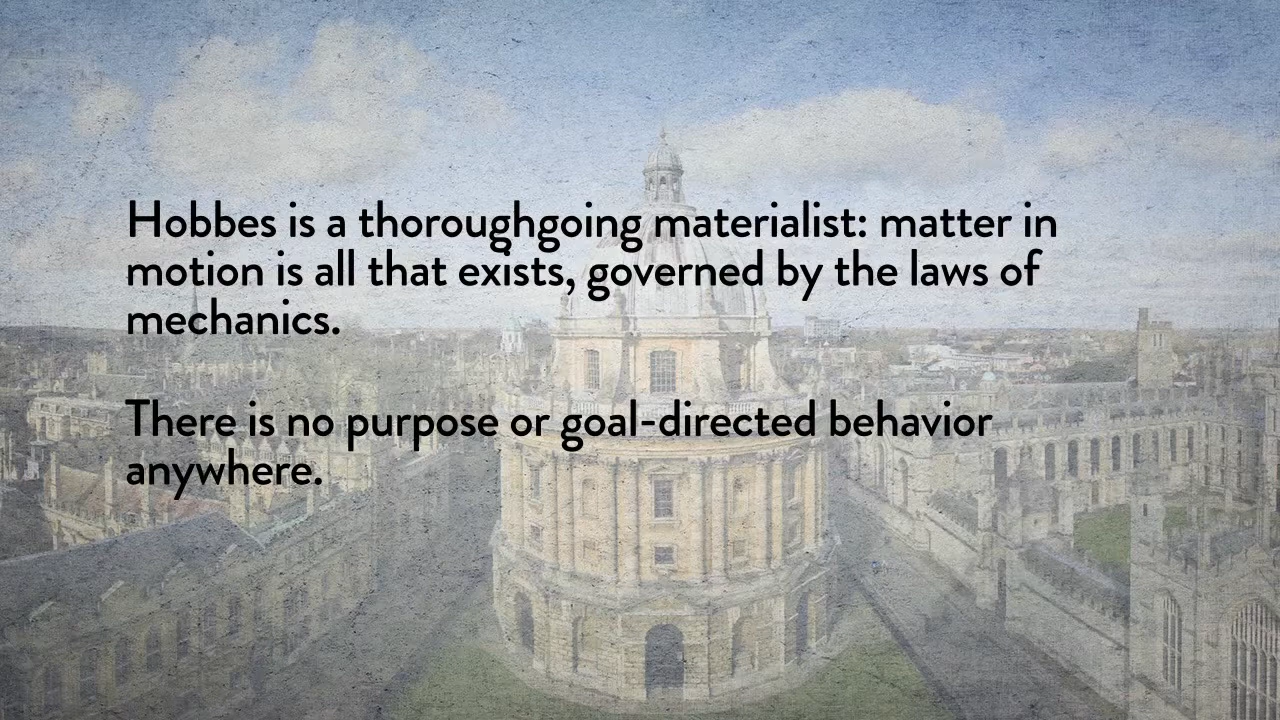 Hobbes is a thoroughgoing materialist: matter in
motion is all that exists, governed by the laws of
mechanics.
There is no purpose or goal-directed behavior
anywhere.